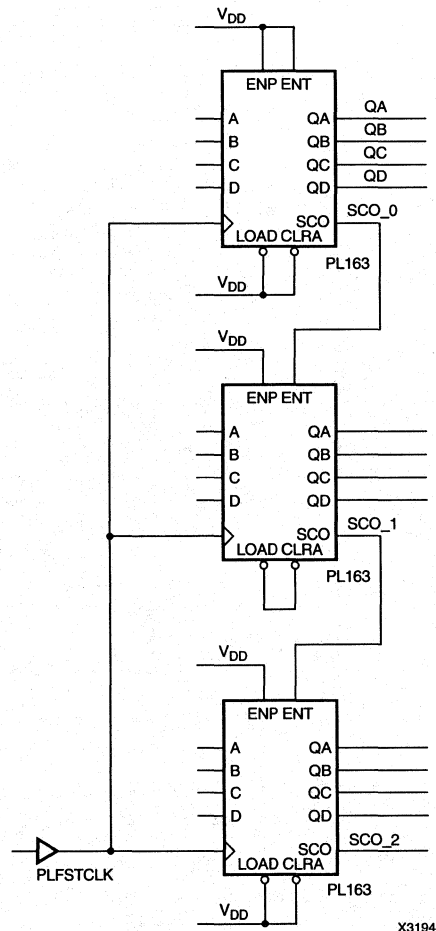 VDD
ENP ENT
A QA QA
B QB QB
C QC QC
D QD QD
SCO SCO_0
LOAD CLRA
PL163
VDD
VDD
ENP ENT
A QA
B QB
C QC
D QD
SCO SCO_1
LOAD CLRA
PL163
VDD
ENP ENT
A QA
B QB
C QC
D QD
SCO SCO_2
LOAD CLRA
PLFSTCLK
PL163
VDD
X3194